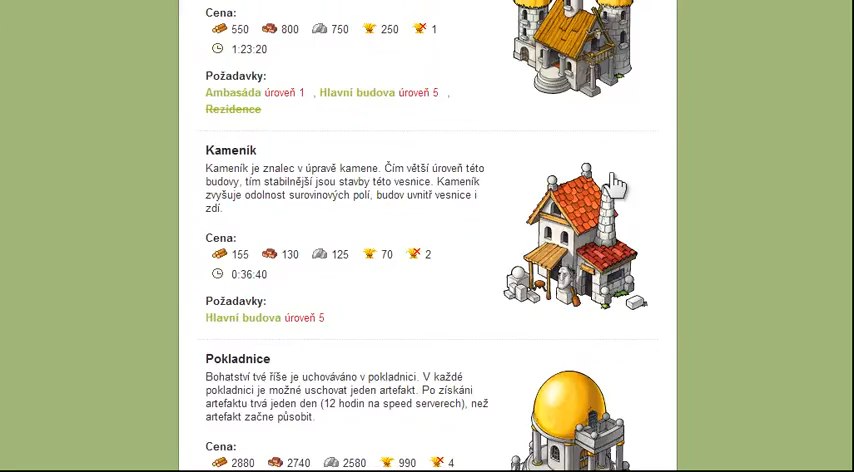 Cena:
550 800 750 250 1
1:23:20
Požadavky:
Ambasáda úroveň 1 , Hlavní budova úroveň 5 ,
Rezidence
Kameník
Kameník je znalec v úpravě kamene. Čím větší úroveň této
budovy, tím stabilnější jsou stavby této vesnice. Kameník
zvyšuje odolnost surovinových polí, budov uvnitř vesnice i
zdí.
Cena:
155 130 125 70 2
0:36:40
Požadavky:
Hlavní budova úroveň 5
Pokladnice
Bohatství tvé říše je uchováváno v pokladnici. V každé
pokladnici je možné uschovat jeden artefakt. Po získáni
artefaktu trvá jeden den (12 hodin na speed serverech), než
artefakt začne působit.
Cena:
2880 2740 2580 990 4